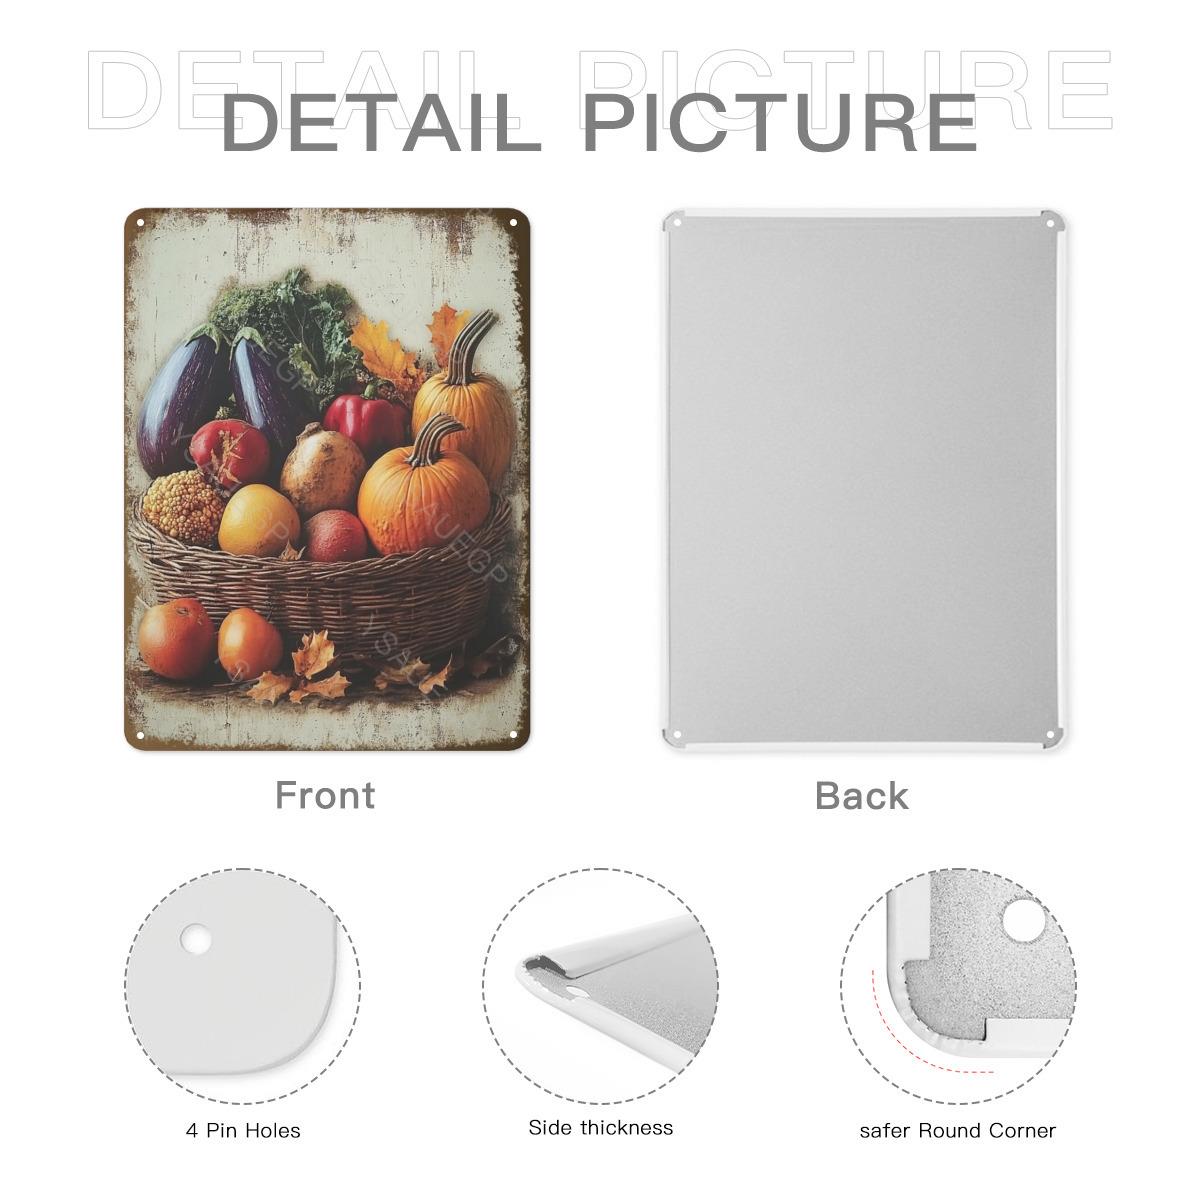 DETAIL PICTURE
DETAIL PICTURE
Front
Back
4 Pin Holes
Side thickness
safer Round Corner